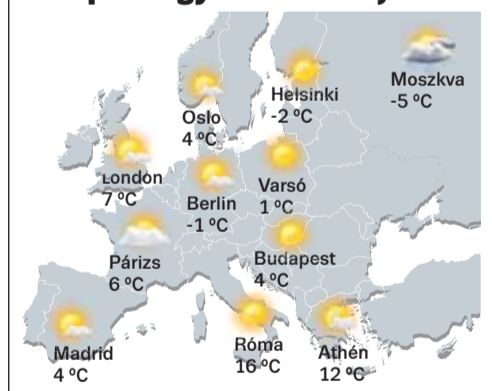 Moszkva
-5 ºC
Helsinki
-2 ºC
Oslo
4 ºC
London
7 ºC
Varsó
1 ºC
Berlin
-1 ºC
Budapest
4 ºC
Párizs
6 ºC
Róma
16 ºC
Athén
12 ºC
Madrid
4 ºC